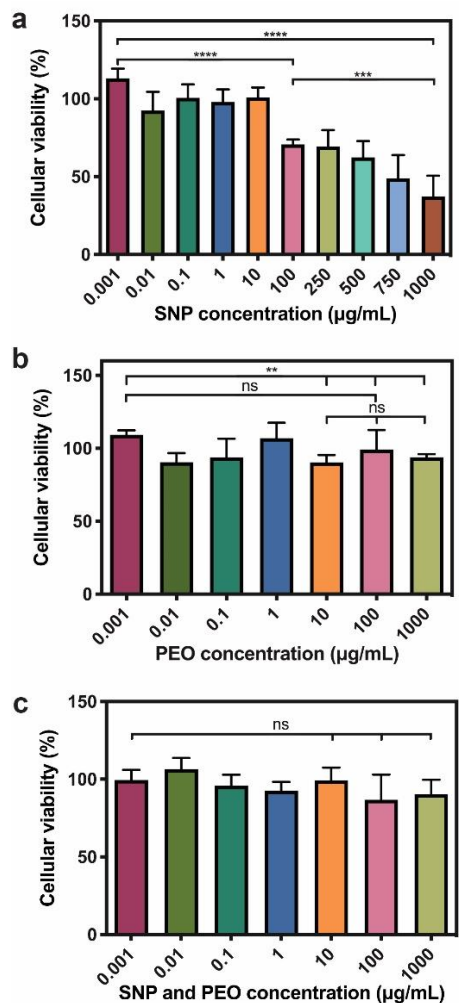 a
****
****
***
150
100
50
0
Cellular viability (%)
0.001 0.01 0.1 1 10 100 250 500 750 1000
SNP concentration (µg/mL)
b
**
ns
ns
150
100
50
0
Cellular viability (%)
0.001 0.01 0.1 1 10 100 1000
PEO concentration (µg/mL)
c
ns
150
100
50
0
Cellular viability (%)
0.001 0.01 0.1 1 10 100 1000
SNP and PEO concentration (µg/mL)